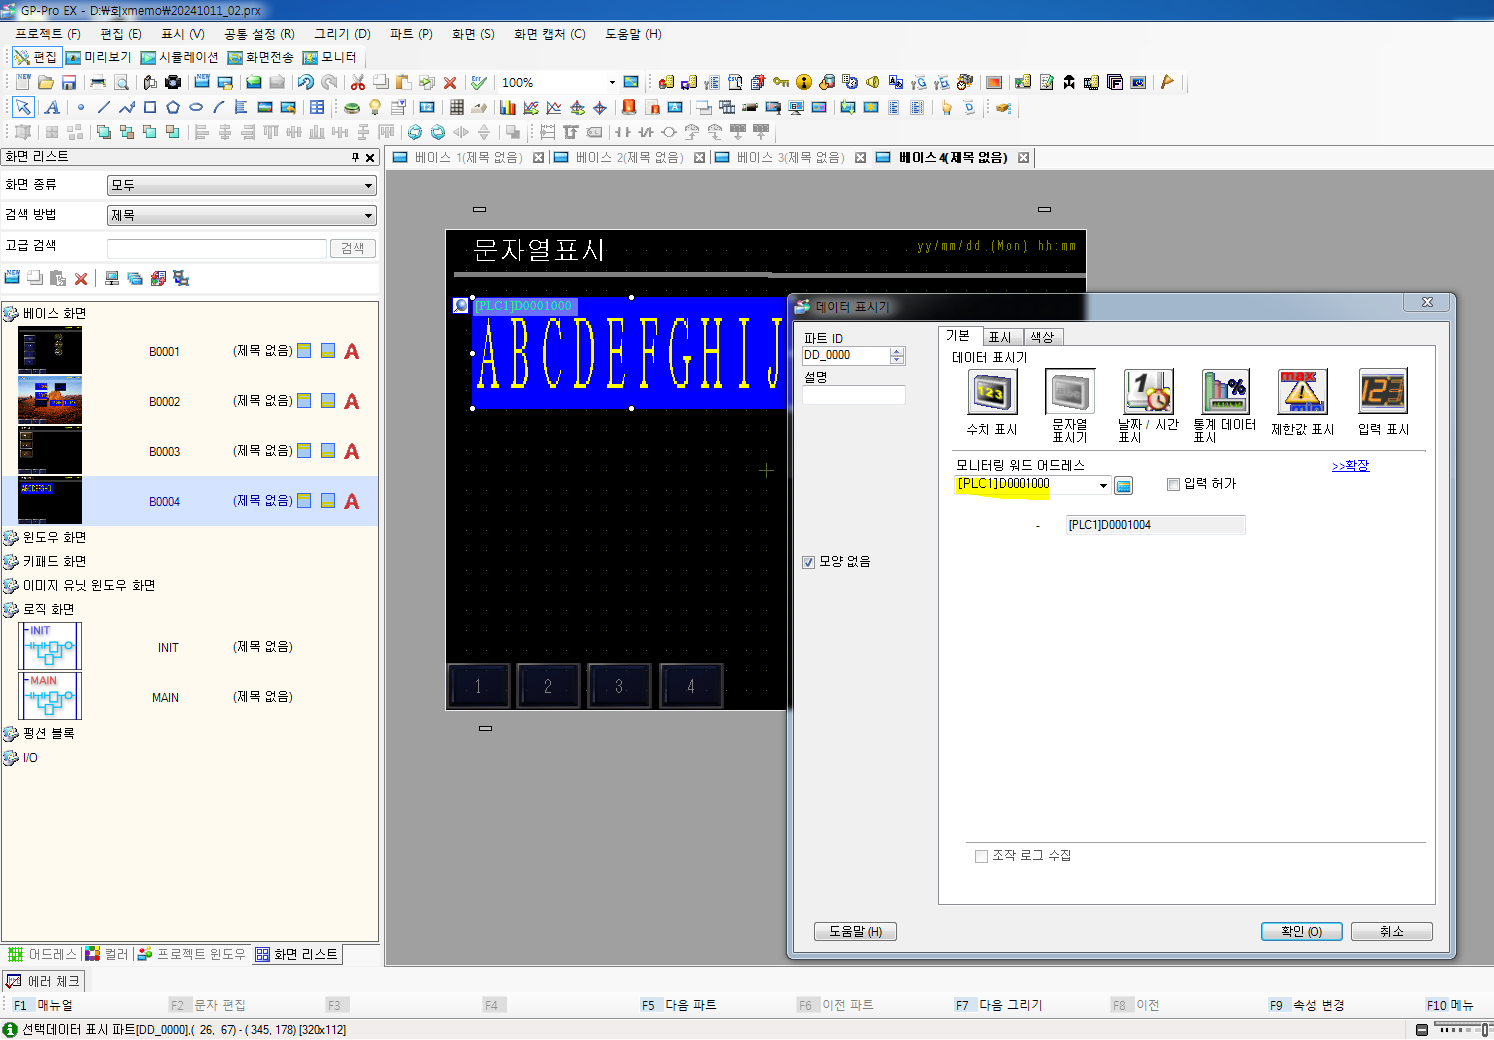 GP-Pro EX - D:₩회xmemo₩20241011_02.prx
프로젝트 (F) 편집 (E) 표시 (V) 공통 설정 (R) 그리기 (D) 파트 (P) 화면 (S) 화면 캡처 (C) 도움말 (H)
편집 미리보기 시뮬레이션 화면전송 모니터
100%
화면 리스트
베이스 1(제목 없음) 베이스 2(제목 없음) 베이스 3(제목 없음) 베이스 4(제목 없음)
화면 종류 모두
검색 방법 제목
고급 검색 검색
베이스 화면
B0001 (제목 없음) A
B0002 (제목 없음) A
B0003 (제목 없음) A
B0004 (제목 없음) A
윈도우 화면
키패드 화면
이미지 유닛 윈도우 화면
로직 화면
INIT INIT (제목 없음)
MAIN MAIN (제목 없음)
펑션 블록
I/O
문자열표시 yy/mm/dd (Mon) hh:mm
[PLC1]D0001000
ABCDEFGHIJ
1 2 3 4
데이터 표시기
파트 ID
DD_0000
설명
모양 없음
기본 표시 색상
데이터 표시기
수치 표시
문자열 표시기
날짜 / 시간 표시
통계 데이터 표시
제한값 표시
입력 표시
모니터링 워드 어드레스 >>확장
[PLC1]D0001000 입력 허가
- [PLC1]D0001004
조작 로그 수집
도움말 (H) 확인 (O) 취소
어드레스 컬러 프로젝트 윈도우 화면 리스트
에러 체크
F1 매뉴얼 F2 문자 편집 F3 F4 F5 다음 파트 F6 이전 파트 F7 다음 그리기 F8 이전 F9 속성 변경 F10 메뉴
선택데이터 표시 파트[DD_0000],( 26, 67) - ( 345, 178) [320x112]